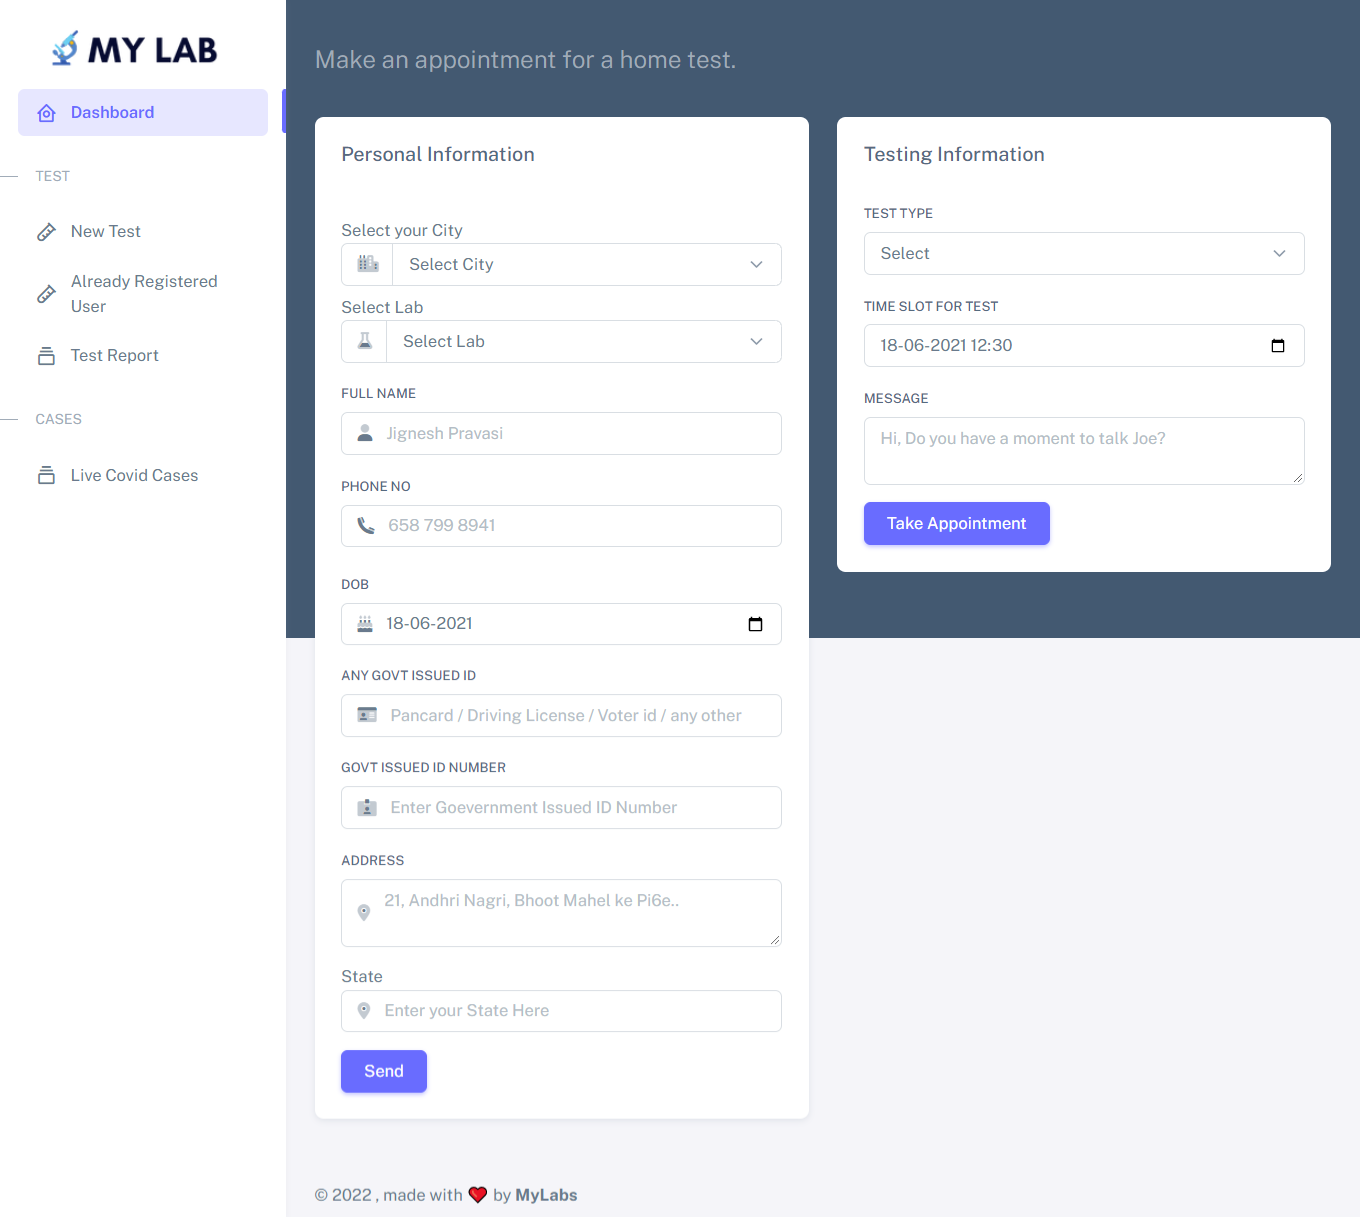 MY LAB
Dashboard
TEST
New Test
Already Registered
User
Test Report
CASES
Live Covid Cases
Make an appointment for a home test.
Personal Information
Select your City
Select City
Select Lab
Select Lab
FULL NAME
Jignesh Pravasi
PHONE NO
658 799 8941
DOB
18-06-2021
ANY GOVT ISSUED ID
Pancard / Driving License / Voter id / any other
GOVT ISSUED ID NUMBER
Enter Goevernment Issued ID Number
ADDRESS
21, Andhri Nagri, Bhoot Mahel ke Pi6e..
State
Enter your State Here
Send
Testing Information
TEST TYPE
Select
TIME SLOT FOR TEST
18-06-2021 12:30
MESSAGE
Hi, Do you have a moment to talk Joe?
Take Appointment
© 2022 , made with ❤️ by MyLabs